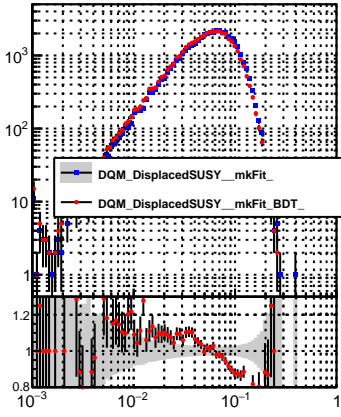 10³
10²
DQM_DisplacedSUSY__mkFit_
DQM_DisplacedSUSY__mkFit_BDT_
10
1
1.2
1
0.8
10⁻³ 10⁻² 10⁻¹ 1